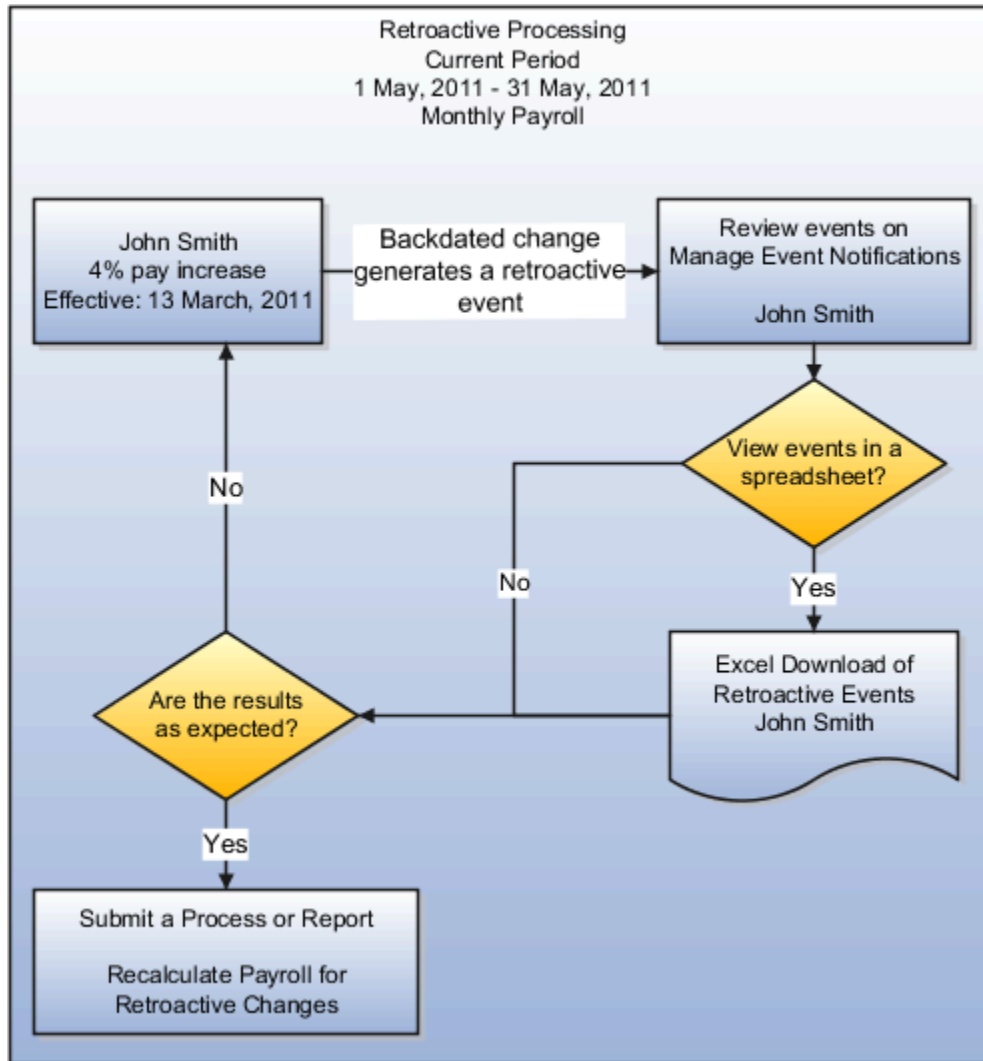 Retroactive Processing
Current Period
1 May, 2011 - 31 May, 2011
Monthly Payroll
John Smith
4% pay increase
Effective: 13 March, 2011
Backdated change
generates a retroactive
event
Review events on
Manage Event Notifications
John Smith
View events in a
spreadsheet?
No
Yes
Excel Download of
Retroactive Events
John Smith
No
Are the results
as expected?
Yes
Submit a Process or Report
Recalculate Payroll for
Retroactive Changes